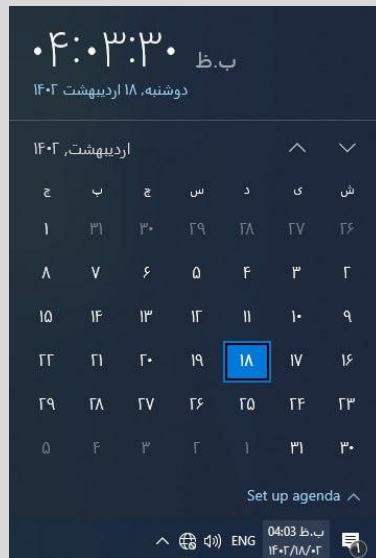 ۰۴:۰۳:۳۰ ب.ظ
دوشنبه, ۱۸ اردیبهشت ۱۴۰۲
اردیبهشت, ۱۴۰۲
ش ی د س چ پ ج
۲۶ ۲۷ ۲۸ ۲۹ ۳۰ ۳۱ ۱
۲ ۳ ۴ ۵ ۶ ۷ ۸
۹ ۱۰ ۱۱ ۱۲ ۱۳ ۱۴ ۱۵
۱۶ ۱۷ ۱۸ ۱۹ ۲۰ ۲۱ ۲۲
۲۳ ۲۴ ۲۵ ۲۶ ۲۷ ۲۸ ۲۹
۳۰ ۳۱ ۱ ۲ ۳ ۴ ۵
Set up agenda
ENG
04:03 ب.ظ
۱۴۰۲/۱۸/۰۲
۱